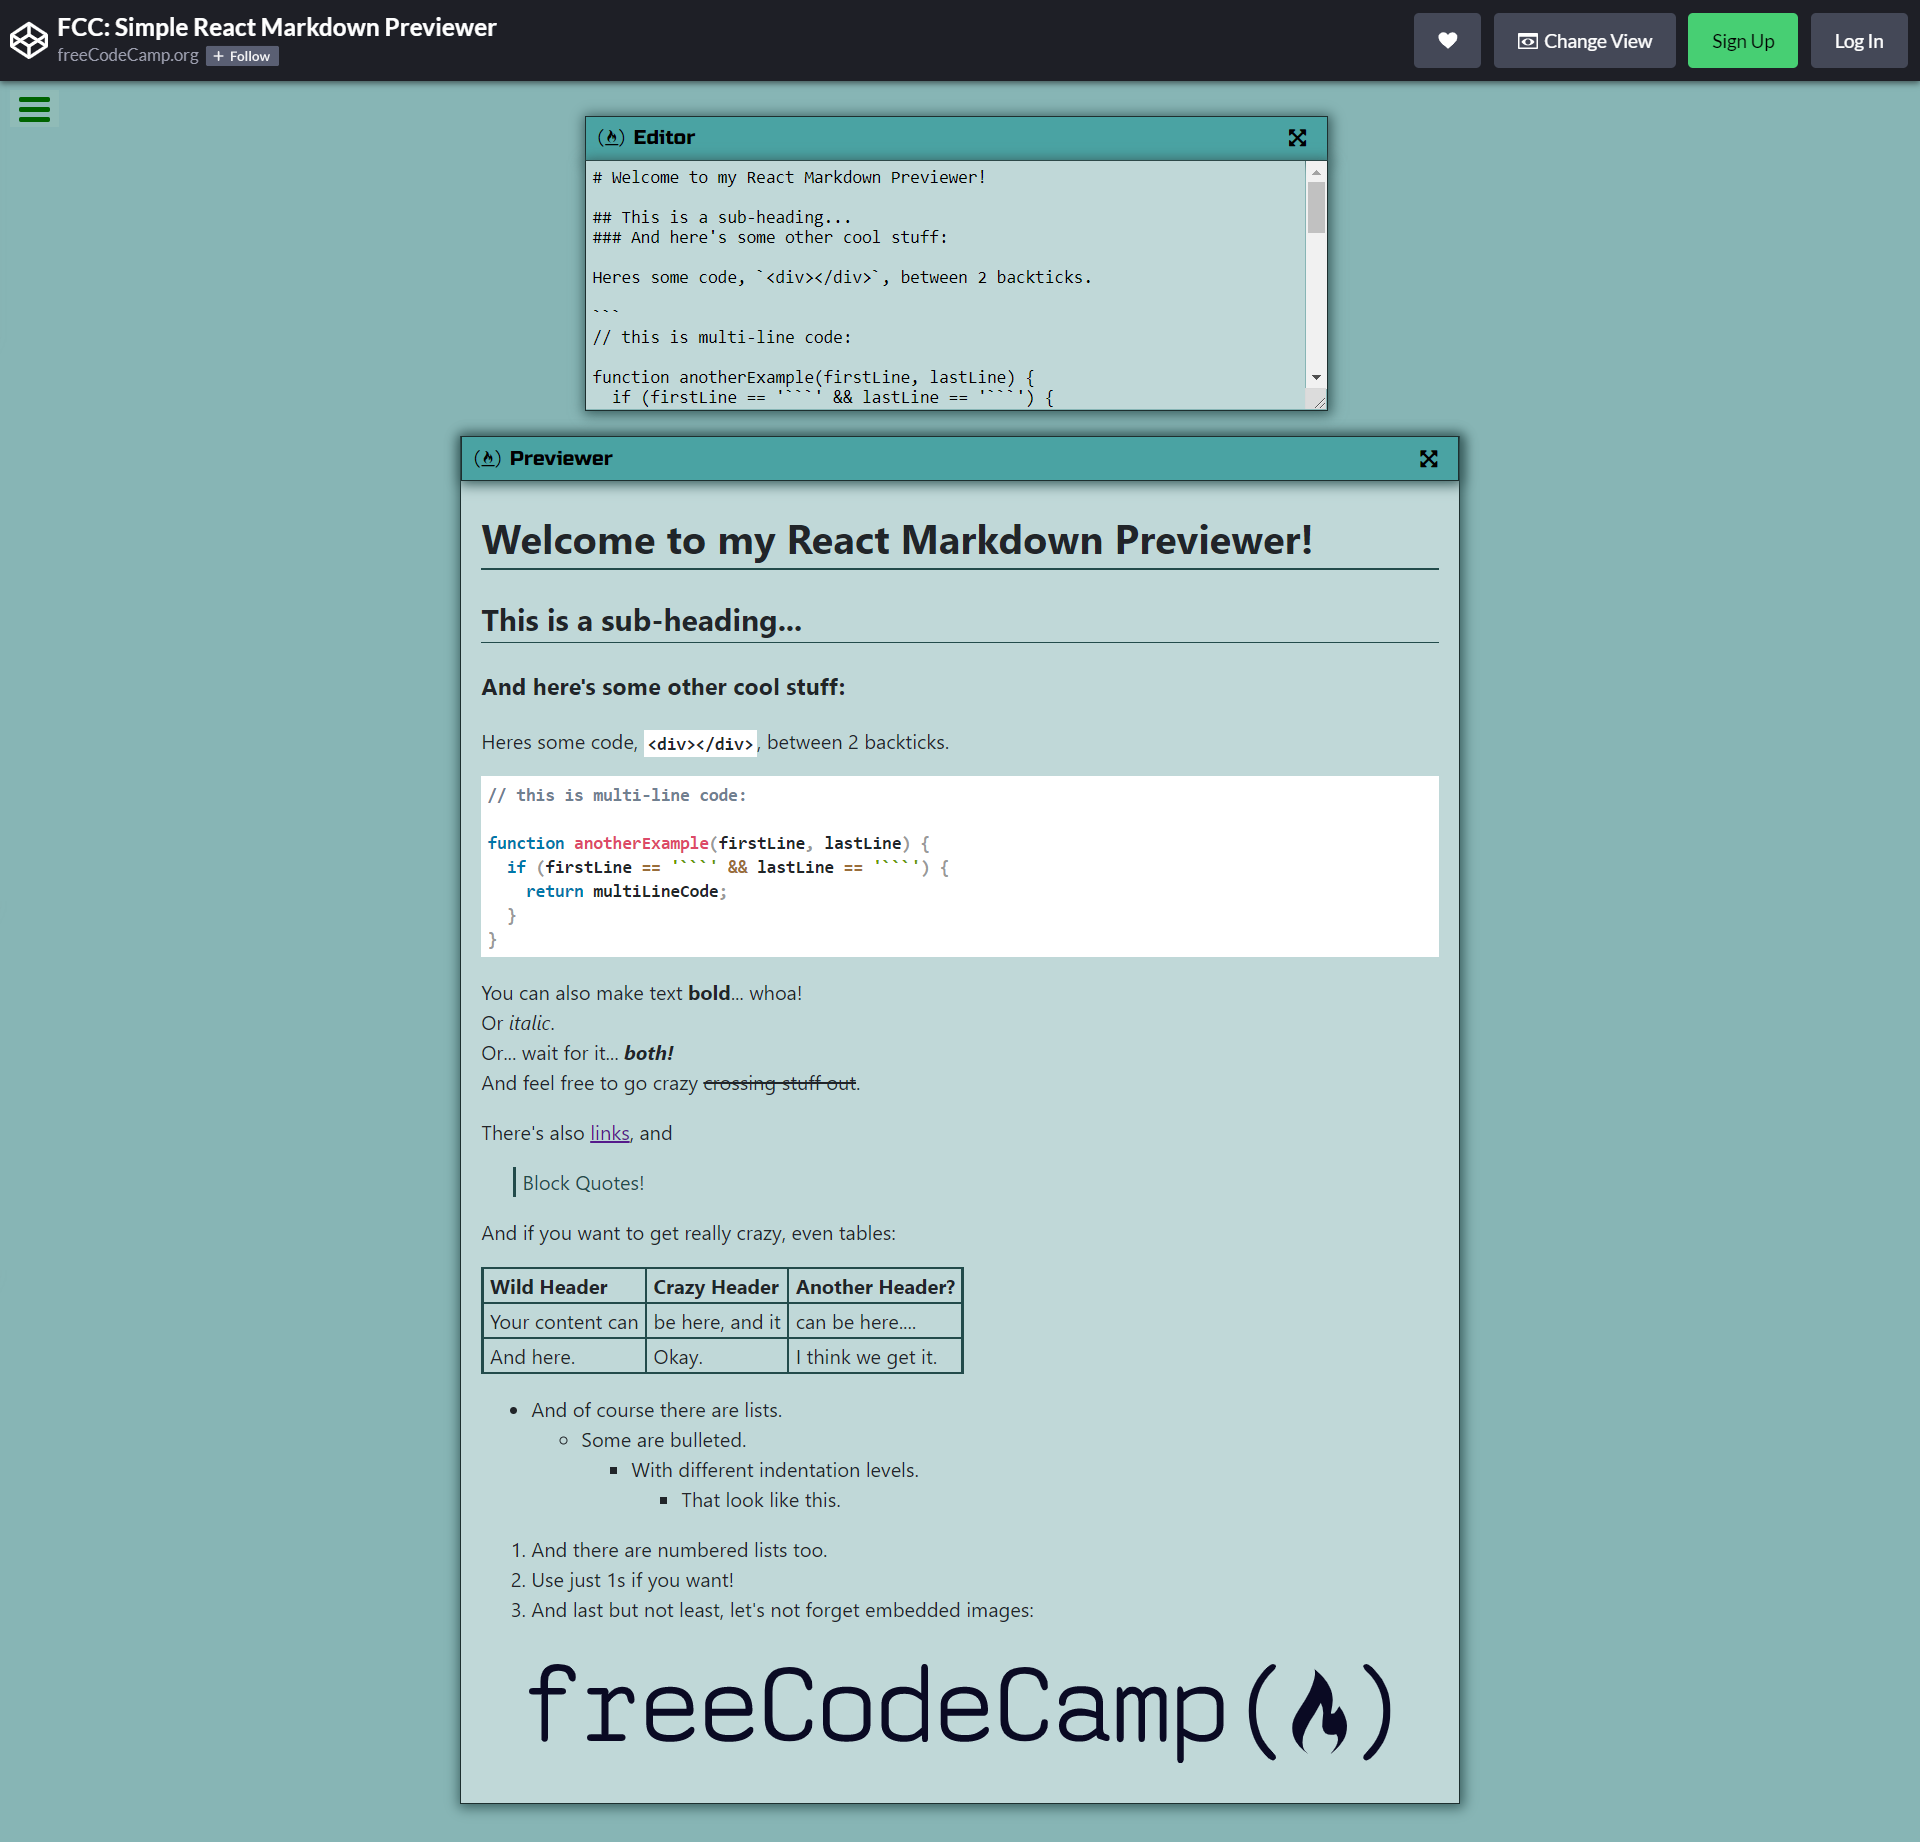 FCC: Simple React Markdown Previewer
freeCodeCamp.org + Follow
Change View
Sign Up
Log In
Editor
# Welcome to my React Markdown Previewer!
## This is a sub-heading...
### And here's some other cool stuff:
Heres some code, `<div></div>`, between 2 backticks.
```
// this is multi-line code:
function anotherExample(firstLine, lastLine) {
  if (firstLine == '```' && lastLine == '```') {
Previewer
Welcome to my React Markdown Previewer!
This is a sub-heading...
And here's some other cool stuff:
Heres some code, <div></div>, between 2 backticks.
// this is multi-line code:
function anotherExample(firstLine, lastLine) {
  if (firstLine == '```' && lastLine == '```') {
    return multiLineCode;
  }
}
You can also make text bold... whoa!
Or italic.
Or... wait for it... both!
And feel free to go crazy crossing stuff out.
There's also links, and
Block Quotes!
And if you want to get really crazy, even tables:
Wild Header Crazy Header Another Header?
Your content can be here, and it can be here....
And here. Okay. I think we get it.
And of course there are lists.
Some are bulleted.
With different indentation levels.
That look like this.
1. And there are numbered lists too.
2. Use just 1s if you want!
3. And last but not least, let's not forget embedded images:
freeCodeCamp